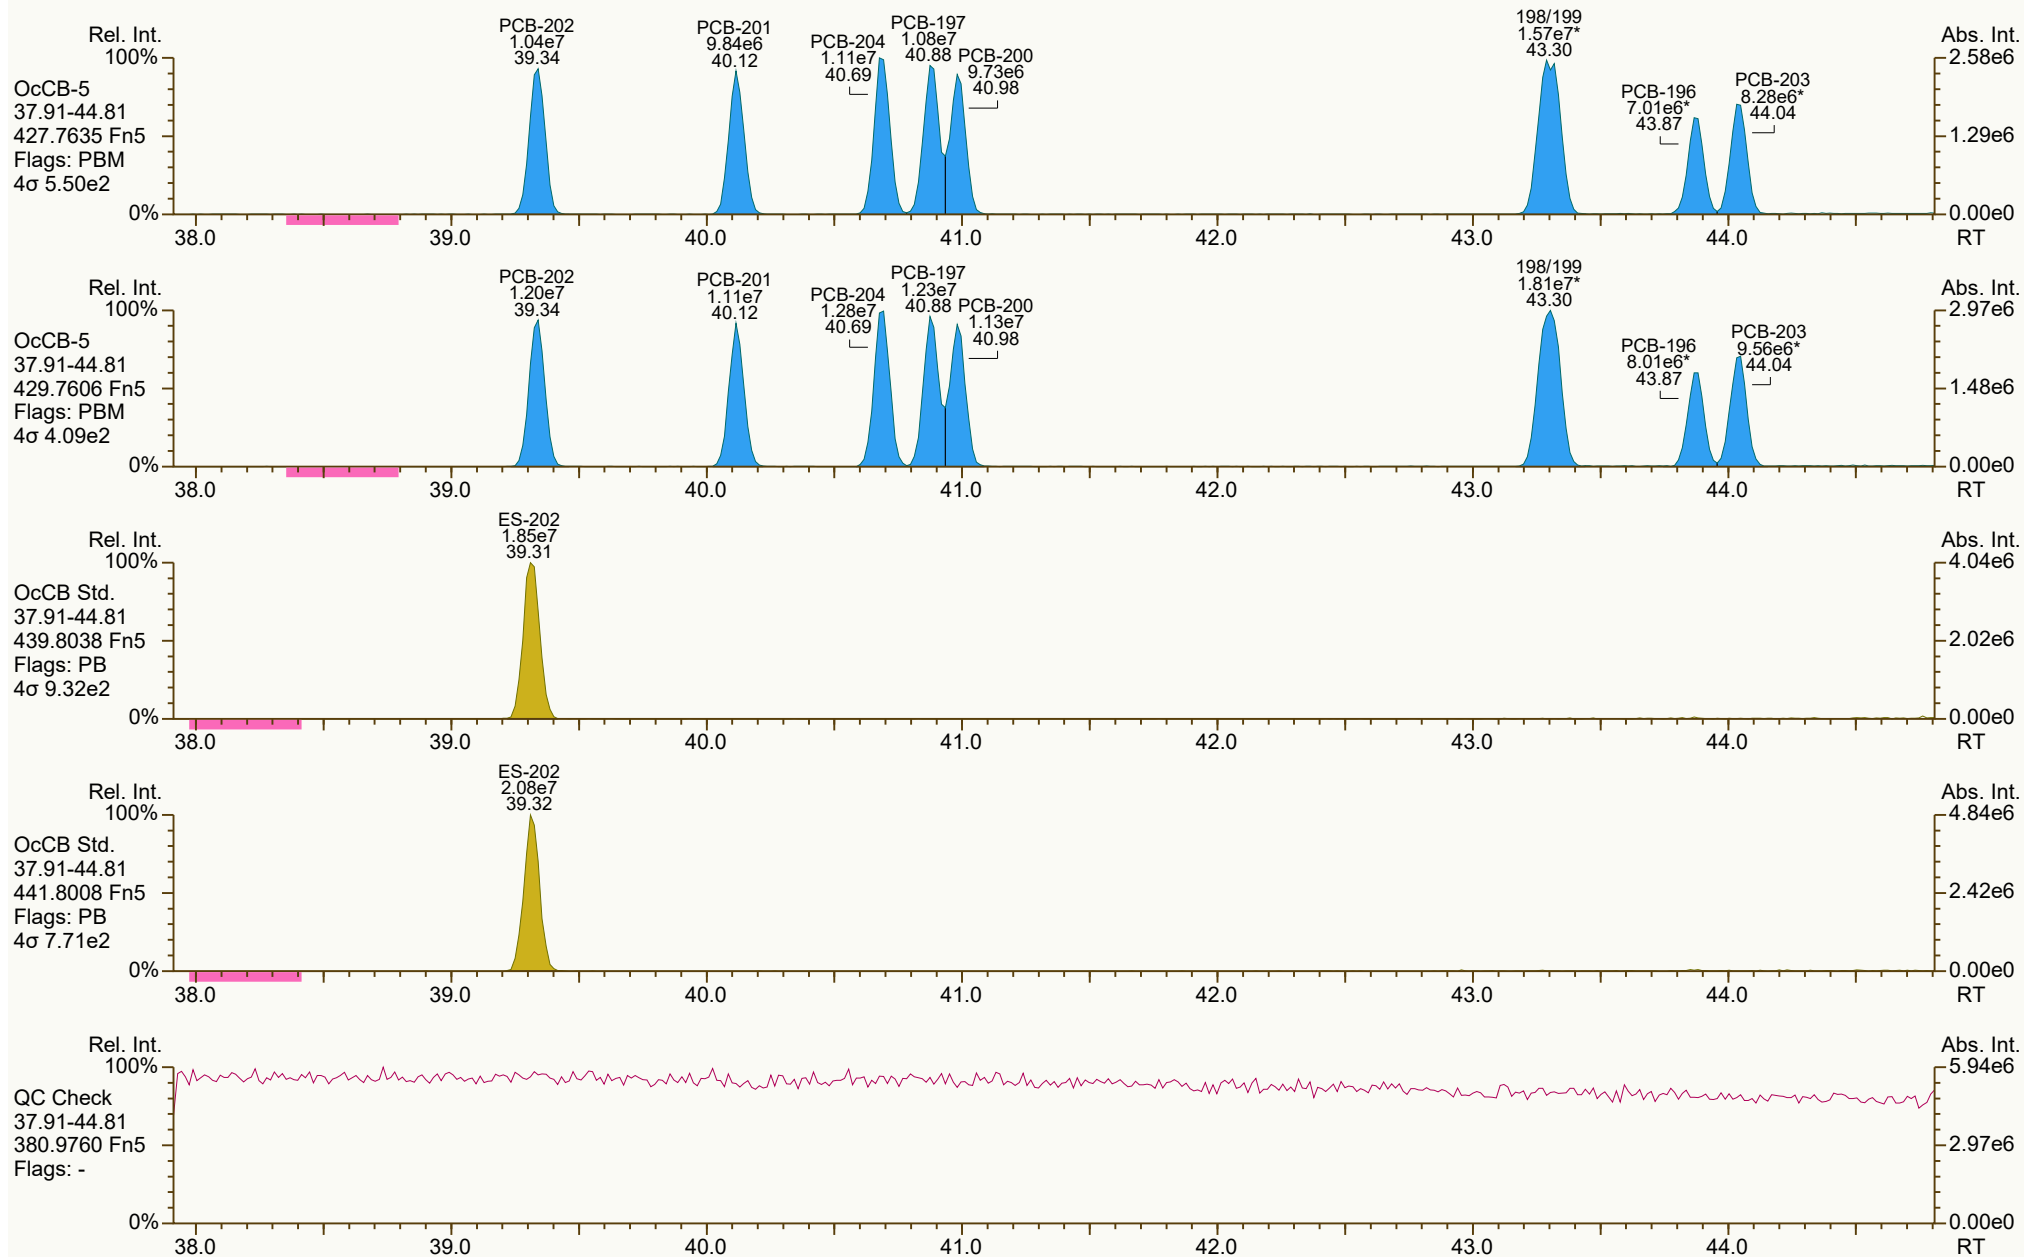 Rel. Int.
100%
0%
OcCB-5
37.91-44.81
427.7635 Fn5
Flags: PBM
4σ 5.50e2
PCB-202
1.04e7
39.34
PCB-201
9.84e6
40.12
PCB-204
1.11e7
40.69
PCB-197
1.08e7
40.88
PCB-200
9.73e6
40.98
198/199
1.57e7*
43.30
PCB-196
7.01e6*
43.87
PCB-203
8.28e6*
44.04
Abs. Int.
2.58e6
1.29e6
0.00e0
38.0 39.0 40.0 41.0 42.0 43.0 44.0 RT
Rel. Int.
100%
0%
OcCB-5
37.91-44.81
429.7606 Fn5
Flags: PBM
4σ 4.09e2
PCB-202
1.20e7
39.34
PCB-201
1.11e7
40.12
PCB-204
1.28e7
40.69
PCB-197
1.23e7
40.88
PCB-200
1.13e7
40.98
198/199
1.81e7*
43.30
PCB-196
8.01e6*
43.87
PCB-203
9.56e6*
44.04
Abs. Int.
2.97e6
1.48e6
0.00e0
38.0 39.0 40.0 41.0 42.0 43.0 44.0 RT
Rel. Int.
100%
0%
OcCB Std.
37.91-44.81
439.8038 Fn5
Flags: PB
4σ 9.32e2
ES-202
1.85e7
39.31
Abs. Int.
4.04e6
2.02e6
0.00e0
38.0 39.0 40.0 41.0 42.0 43.0 44.0 RT
Rel. Int.
100%
0%
OcCB Std.
37.91-44.81
441.8008 Fn5
Flags: PB
4σ 7.71e2
ES-202
2.08e7
39.32
Abs. Int.
4.84e6
2.42e6
0.00e0
38.0 39.0 40.0 41.0 42.0 43.0 44.0 RT
Rel. Int.
100%
0%
QC Check
37.91-44.81
380.9760 Fn5
Flags: -
Abs. Int.
5.94e6
2.97e6
0.00e0
38.0 39.0 40.0 41.0 42.0 43.0 44.0 RT